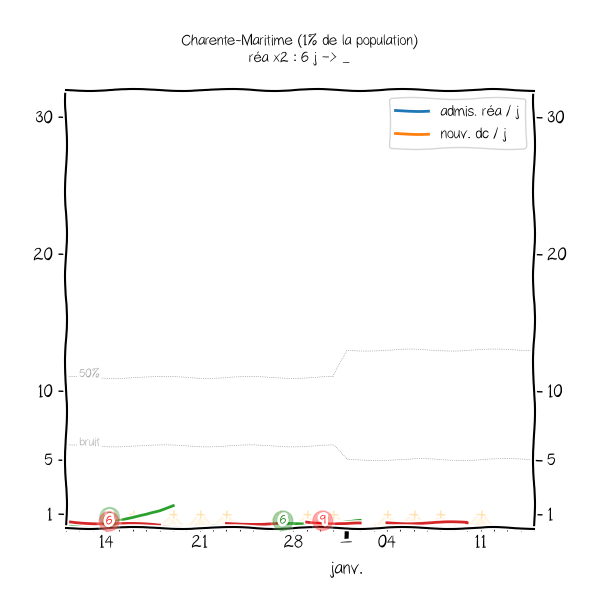 Charente-Maritime (1% de la population)
réa x2 : 6 j -> _
admis. réa / j
nouv. dc / j
30 30
20 20
50%
10 10
bruit
5 5
1 1
6 6 9
14 21 28 _ 04 11
janv.